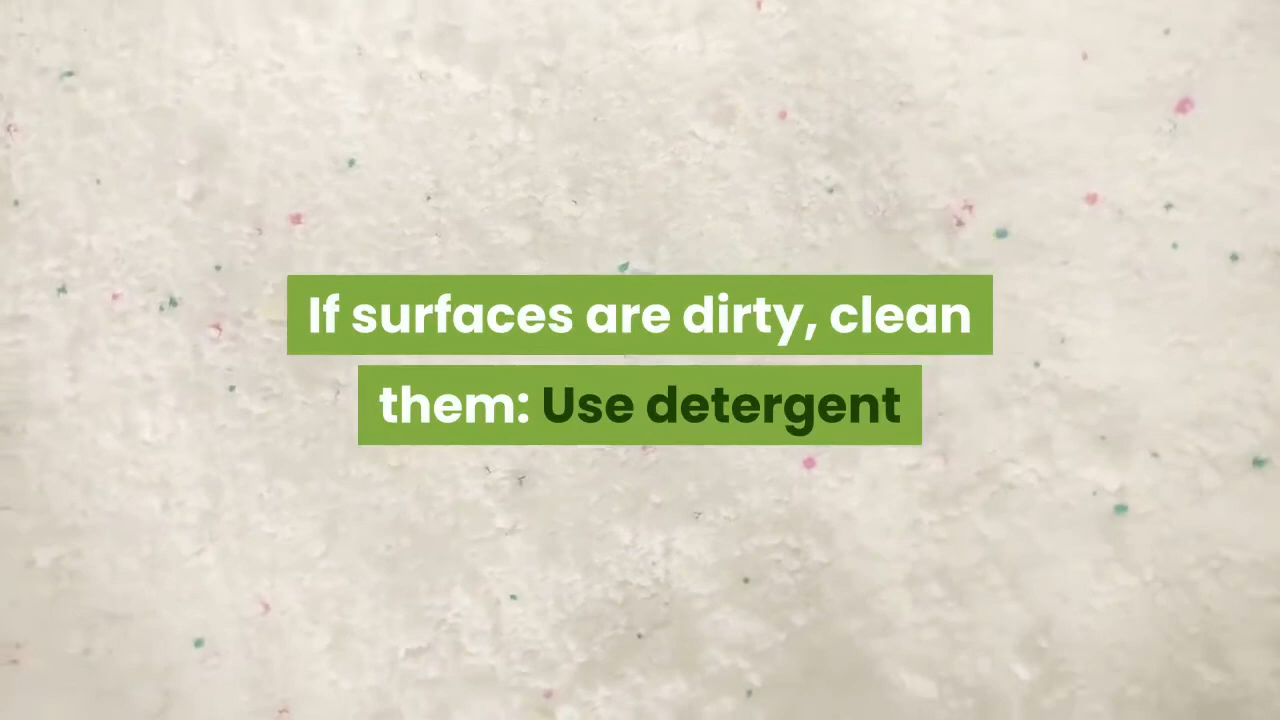 If surfaces are dirty, clean
them: Use detergent